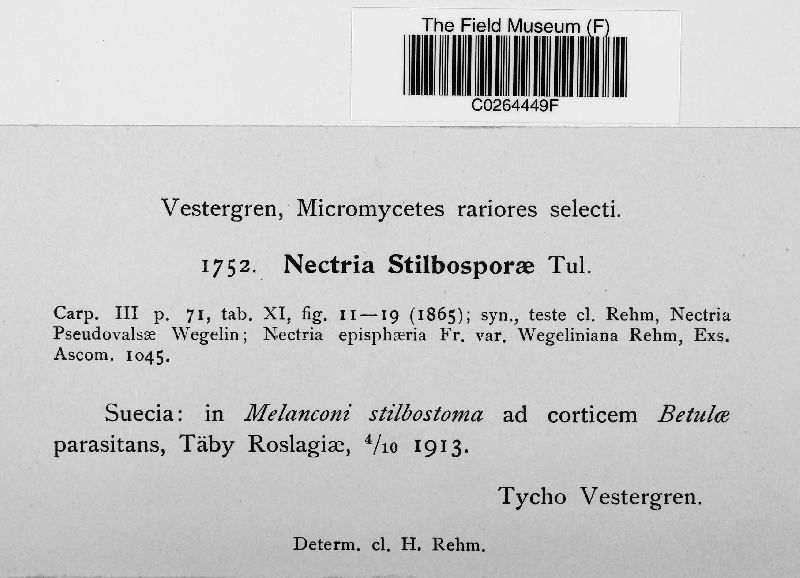 The Field Museum (F)
C0264449F
Vestergren, Micromycetes rariores selecti.
1752. Nectria Stilbosporæ Tul.
Carp. III p. 71, tab. XI, fig. 11—19 (1865); syn., teste cl. Rehm, Nectria
Pseudovalsæ Wegelin; Nectria episphæria Fr. var. Wegeliniana Rehm, Exs.
Ascom. 1045.
Suecia: in Melanconi stilbostoma ad corticem Betulæ
parasitans, Täby Roslagiæ, 4/10 1913.
Tycho Vestergren.
Determ. cl. H. Rehm.